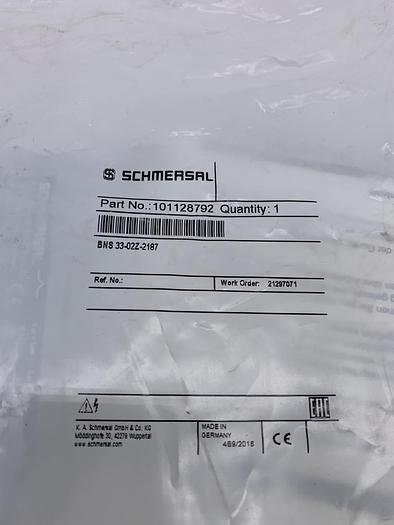 SCHMERSAL
Part No.:101128792 Quantity: 1
BNS 33-02Z-2187
Ref. No.: Work Order: 21297071
EAC
K. A. Schmersal GmbH & Co. KG
Möddinghofe 30, 42279 Wuppertal
www.schmersal.com
MADE IN
GERMANY
4B9/2016
CE